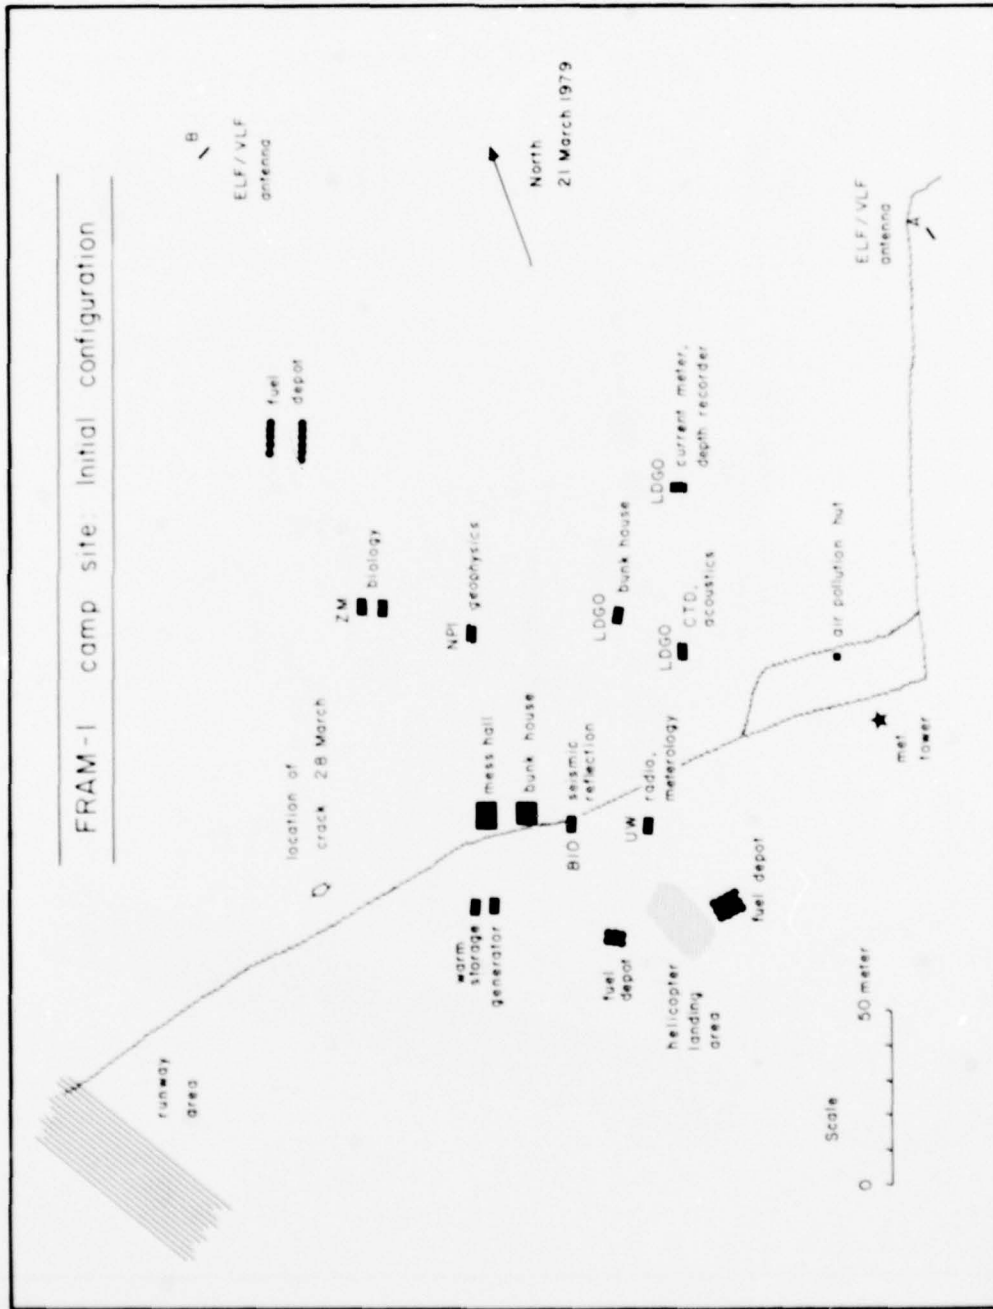 FRAM-I camp site: Initial configuration
B
ELF/VLF
antenna
North
21 March 1979
fuel
depot
location of
crack 28 March
ZM
biology
NPI
geophysics
mess hall
bunk house
warm
storage
generator
runway
area
BIO
seismic
reflection
LDGO
bunk house
LDGO
current meter,
depth recorder
LDGO
CTD,
acoustics
UW
radio,
meterology
fuel
depot
helicopter
landing
area
fuel depot
air pollution hut
met.
tower
A
ELF/VLF
antenna
Scale
0
50 meter